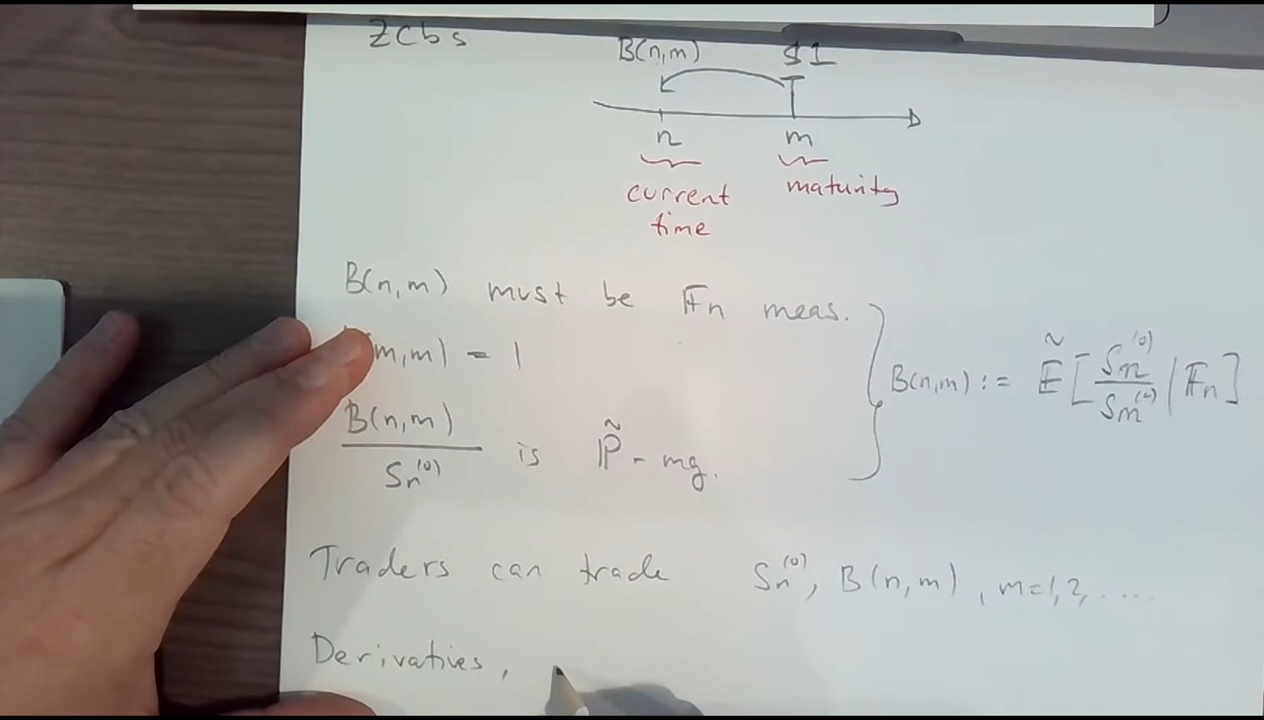 ZCBs
B(n,m) $1
n m
current maturity
time
B(n,m) must be Fn meas.
(m,m) = 1
B(n,m) := Ẽ[Sn⁽⁰⁾/Sm⁽⁰⁾ | Fn]
B(n,m)/Sn⁽⁰⁾ is P̃ - mg.
Traders can trade Sn⁽⁰⁾, B(n,m), m=1,2,....
Derivaties,